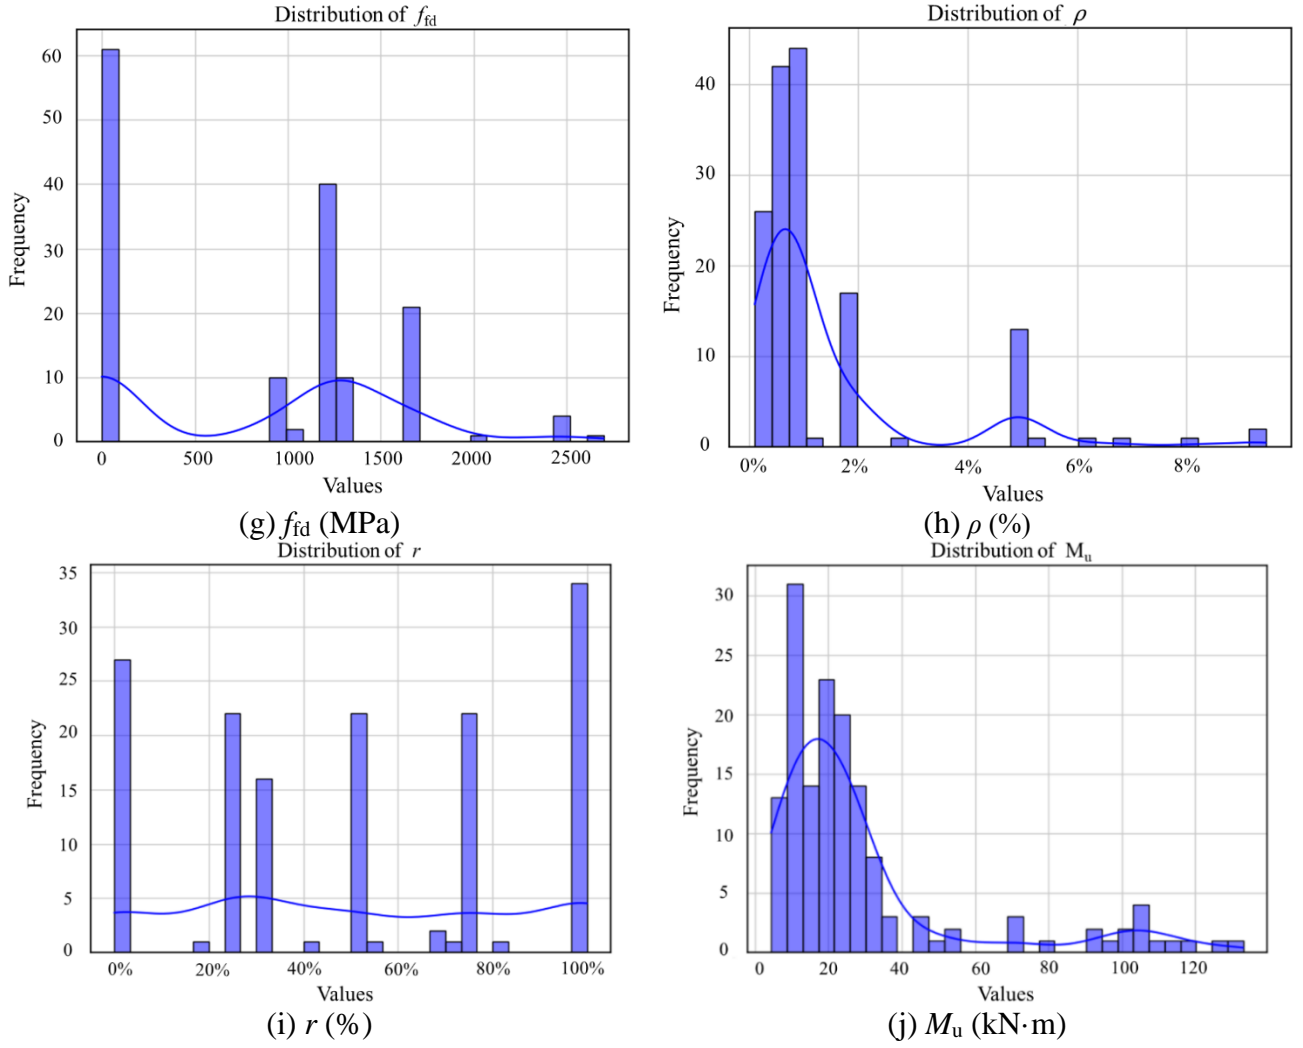 Distribution of f_fd
Frequency
60
50
40
30
20
10
0
0 500 1000 1500 2000 2500
Values
(g) f_fd (MPa)
Distribution of ρ
Frequency
40
30
20
10
0
0% 2% 4% 6% 8%
Values
(h) ρ (%)
Distribution of r
Frequency
35
30
25
20
15
10
5
0
0% 20% 40% 60% 80% 100%
Values
(i) r (%)
Distribution of M_u
Frequency
30
25
20
15
10
5
0
0 20 40 60 80 100 120
Values
(j) M_u (kN·m)